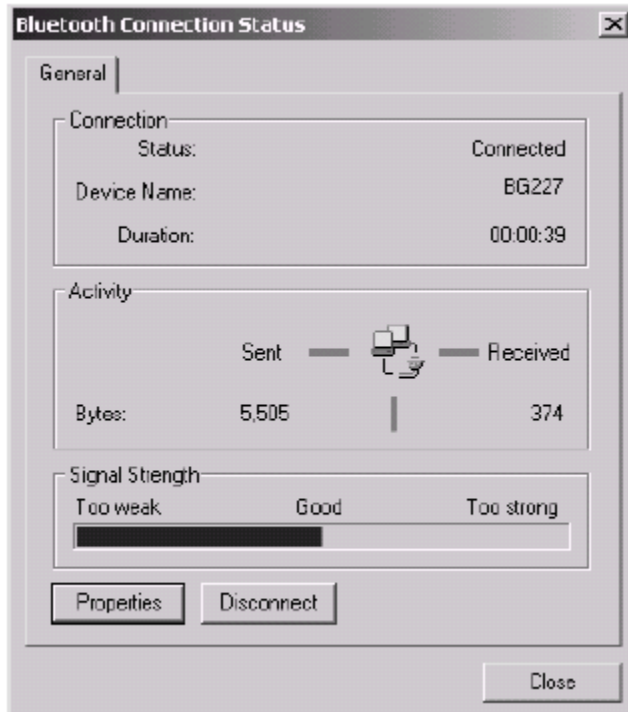 Bluetooth Connection Status
General
Connection
Status: Connected
Device Name: BG227
Duration: 00:00:39
Activity
Sent Received
Bytes: 5,505 374
Signal Strength
Too weak Good Too strong
Properties Disconnect
Close